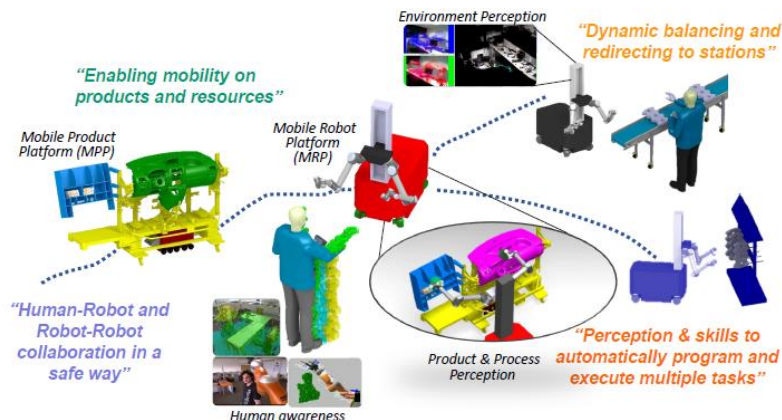 Environment Perception
“Dynamic balancing and
redirecting to stations”
“Enabling mobility on
products and resources”
Mobile Product
Platform (MPP)
Mobile Robot
Platform
(MRP)
“Human-Robot and
Robot-Robot
collaboration in a
safe way”
Product & Process
Perception
“Perception & skills to
automatically program and
execute multiple tasks”
Human awareness